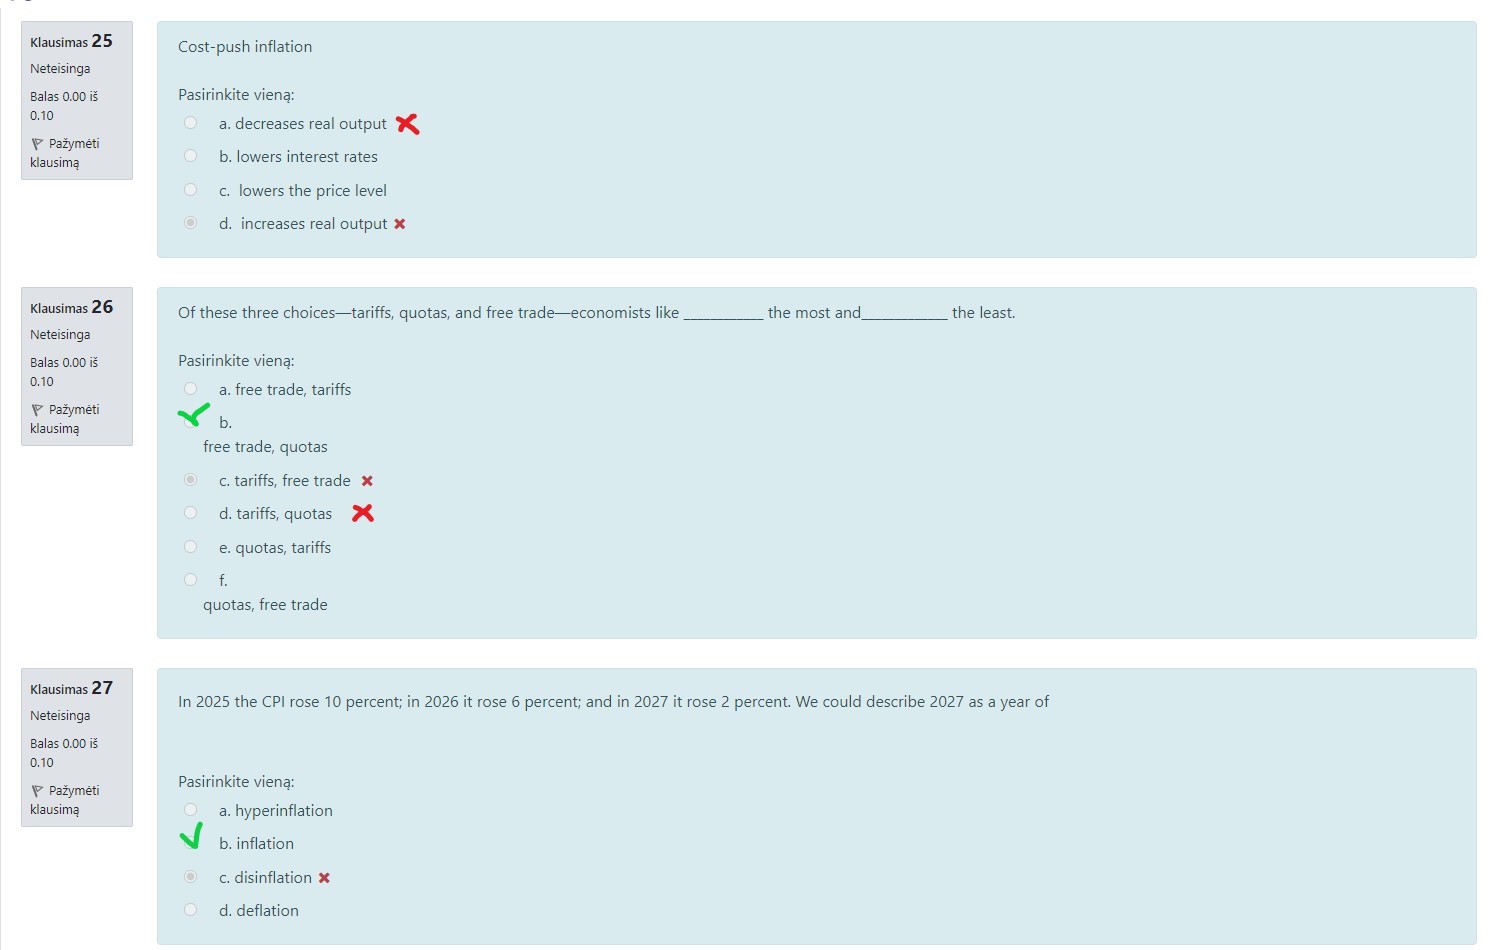 Klausimas 25
Neteisinga
Balas 0.00 iš
0.10
Pažymėti
klausimą
Cost-push inflation
Pasirinkite vieną:
a. decreases real output
b. lowers interest rates
c. lowers the price level
d. increases real output
Klausimas 26
Neteisinga
Balas 0.00 iš
0.10
Pažymėti
klausimą
Of these three choices—tariffs, quotas, and free trade—economists like ____________ the most and_____________ the least.
Pasirinkite vieną:
a. free trade, tariffs
b.
free trade, quotas
c. tariffs, free trade
d. tariffs, quotas
e. quotas, tariffs
f.
quotas, free trade
Klausimas 27
Neteisinga
Balas 0.00 iš
0.10
Pažymėti
klausimą
In 2025 the CPI rose 10 percent; in 2026 it rose 6 percent; and in 2027 it rose 2 percent. We could describe 2027 as a year of
Pasirinkite vieną:
a. hyperinflation
b. inflation
c. disinflation
d. deflation